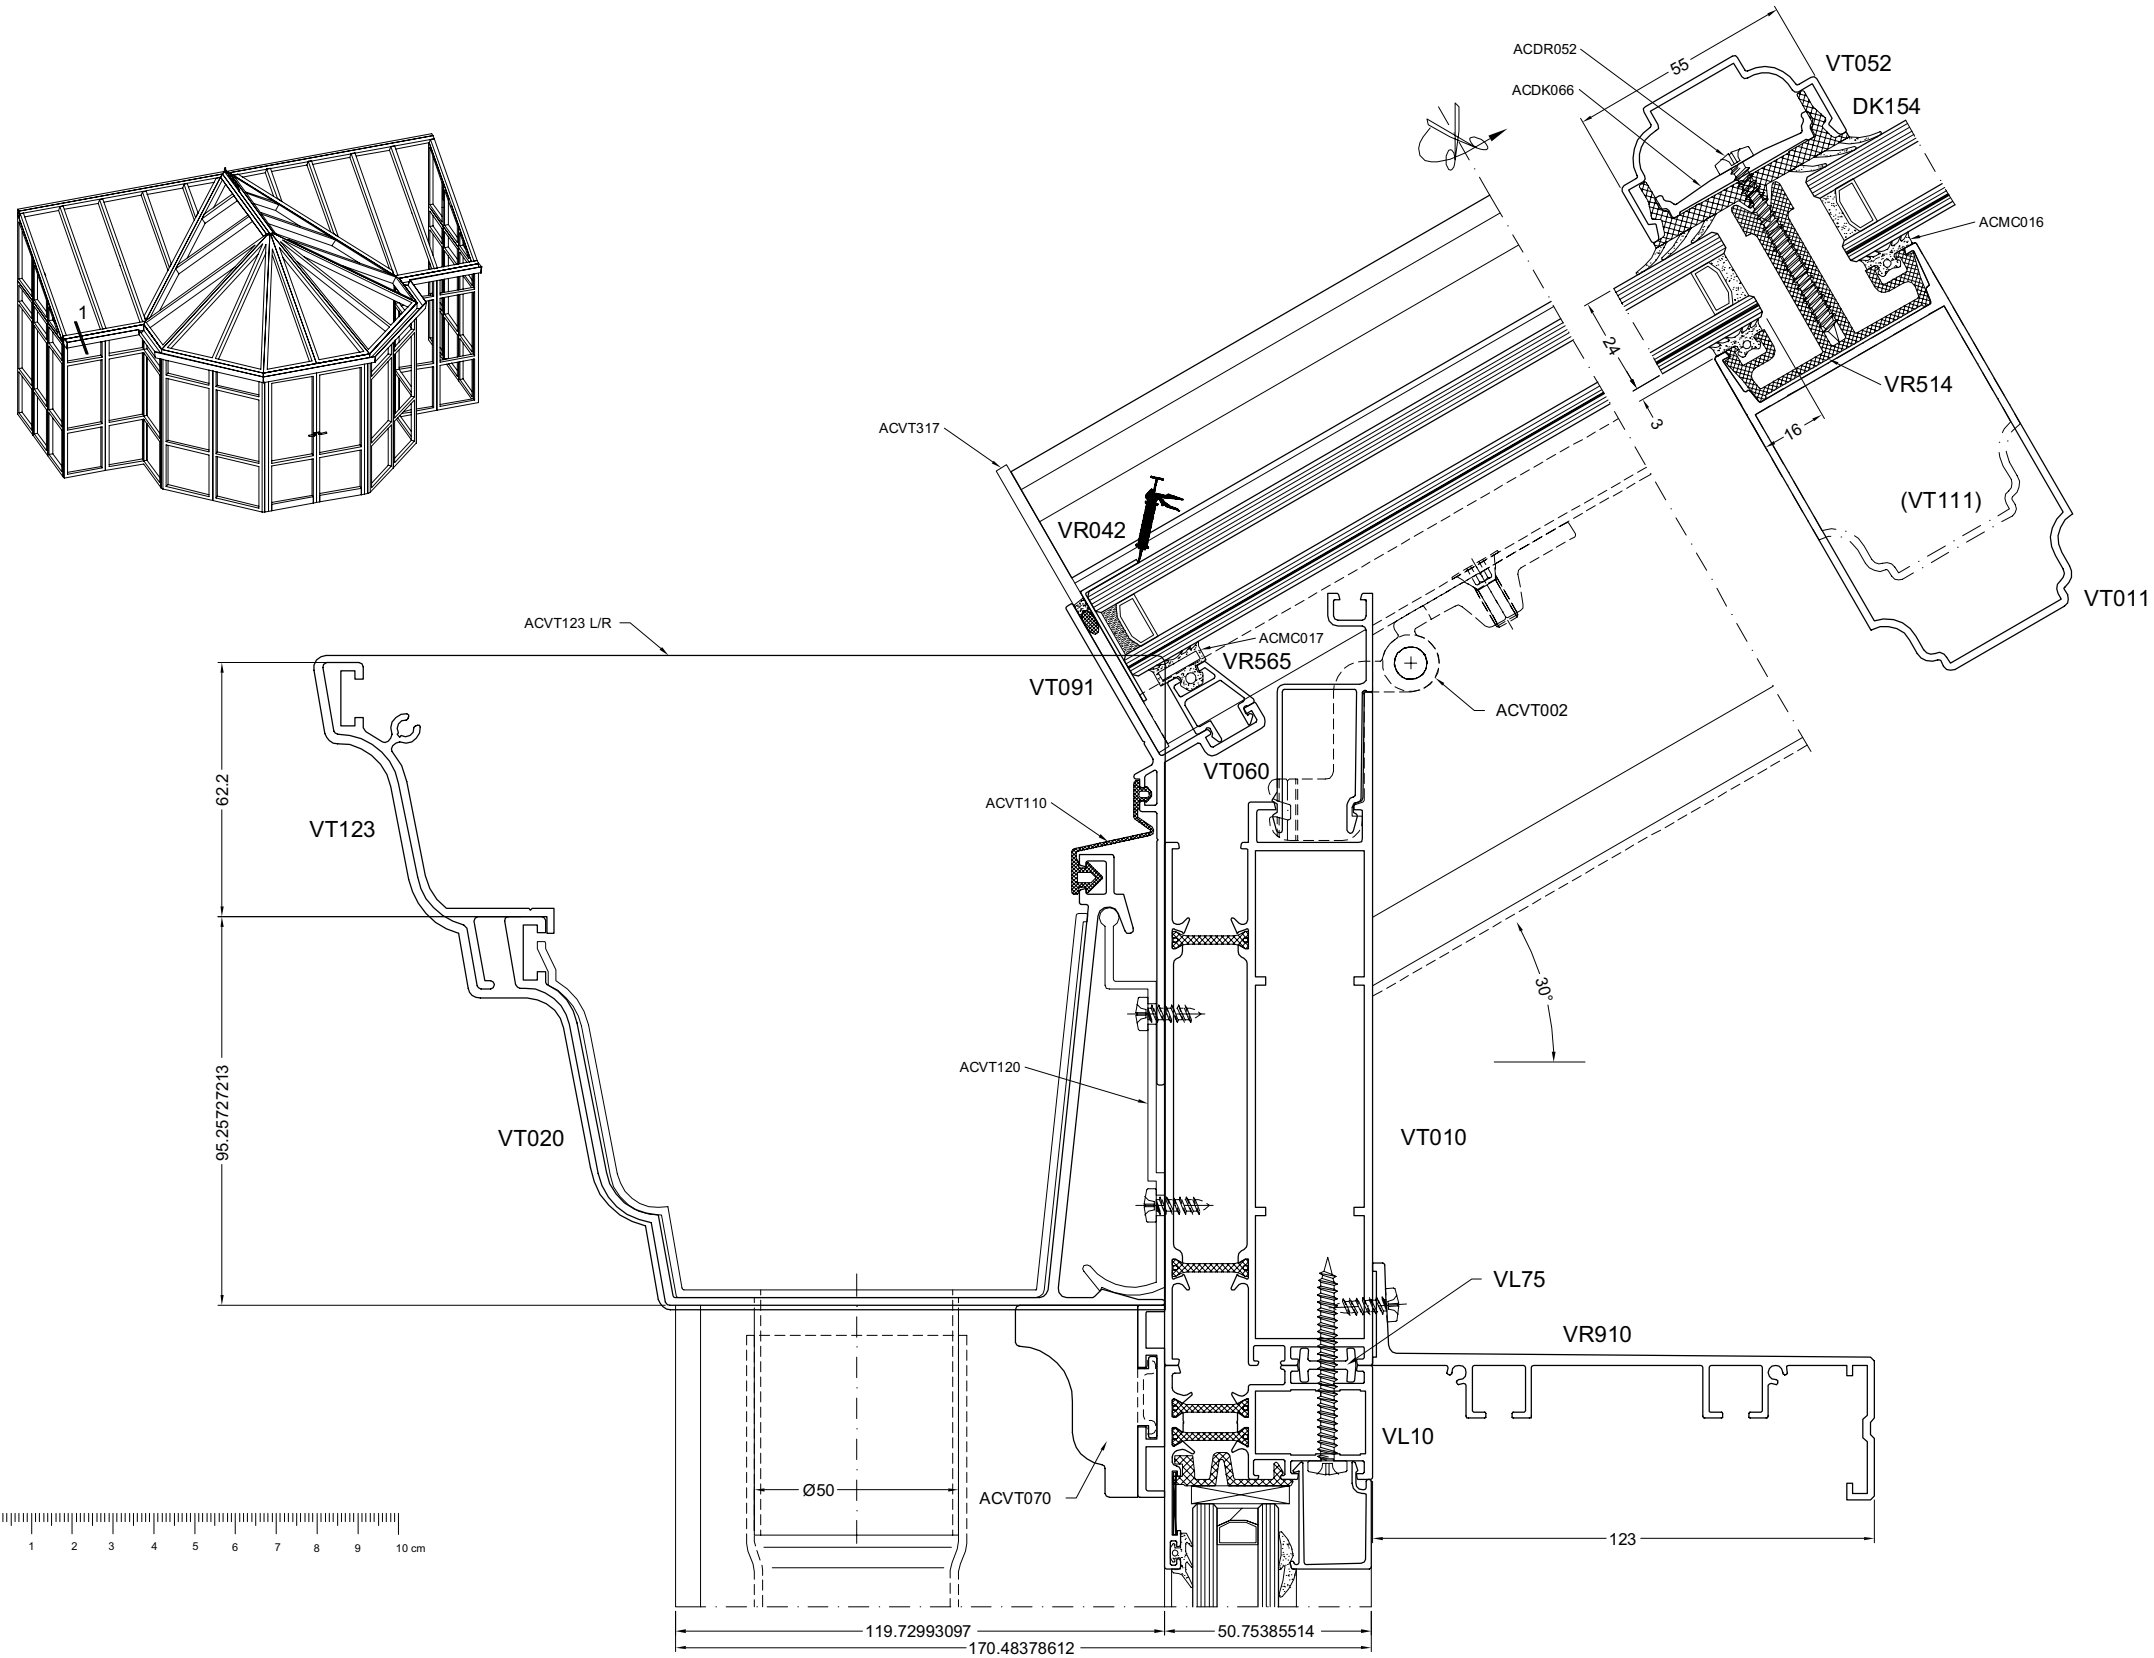 ACDR052
55
VT052
ACDK066
DK154
ACMC016
1
24
VR514
3
16
ACVT317
(VT111)
VR042
VT011
ACVT123 L/R
ACMC017
VR565
VT091
ACVT002
62.2
VT060
ACVT110
VT123
30°
ACVT120
95.25727213
VT020
VT010
VL75
VR910
VL10
Ø50
ACVT070
123
1 2 3 4 5 6 7 8 9 10 cm
119.72993097
50.75385514
170.48378612